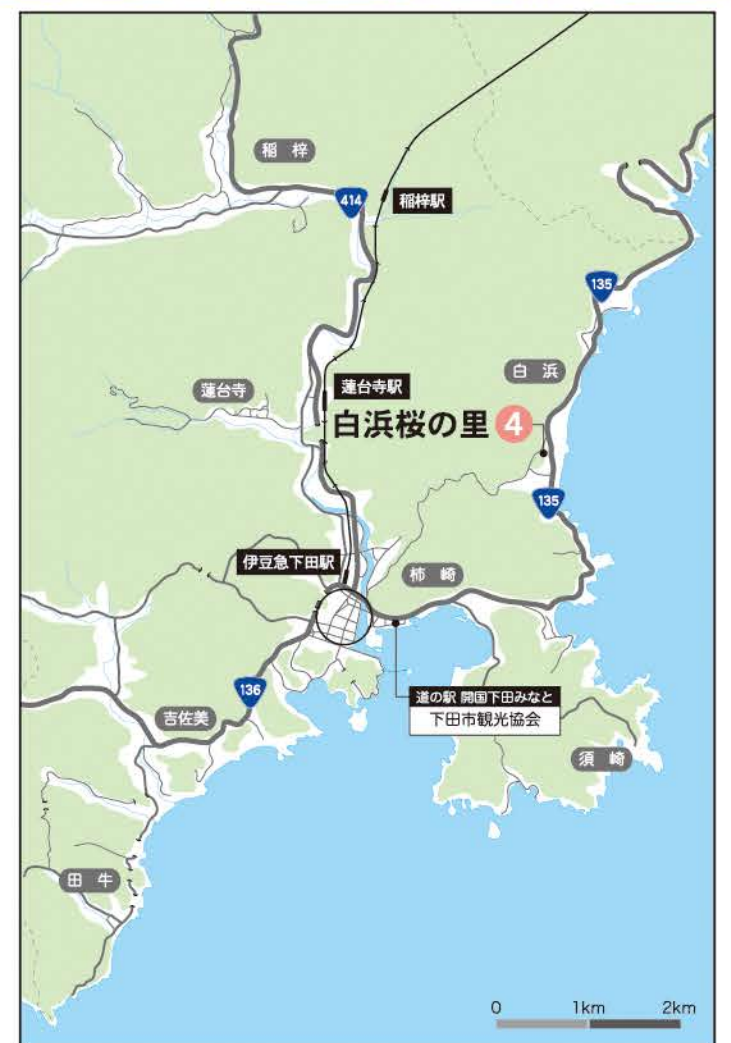 稲梓
414
稲梓駅
135
白浜
蓮台寺
蓮台寺駅
白浜桜の里 4
135
伊豆急下田駅
柿崎
136
道の駅 開国下田みなと
下田市観光協会
吉佐美
須崎
田牛
0 1km 2km